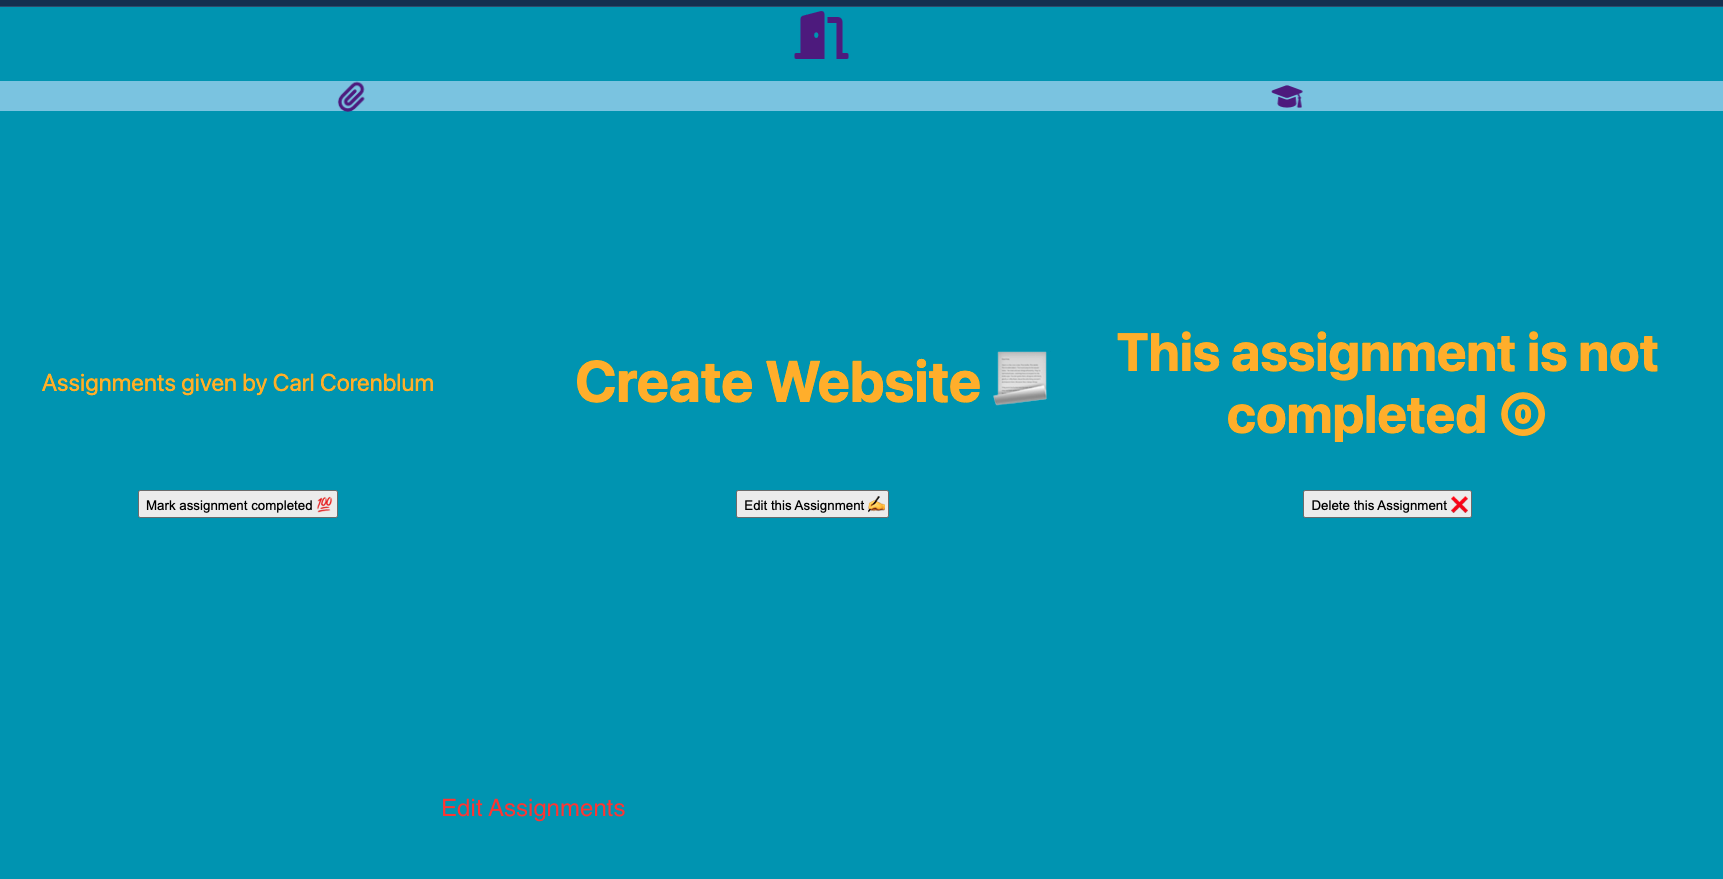 Assignments given by Carl Corenblum
Create Website 📃
This assignment is not
completed ⓪
Mark assignment completed 💯
Edit this Assignment ✍️
Delete this Assignment ❌
Edit Assignments